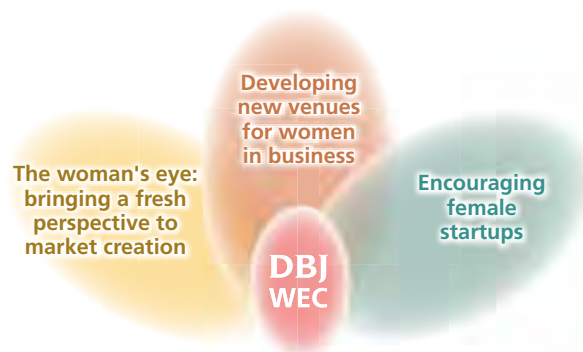 Developing
new venues
for women
in business
The woman's eye:
bringing a fresh
perspective to
market creation
Encouraging
female
startups
DBJ
WEC